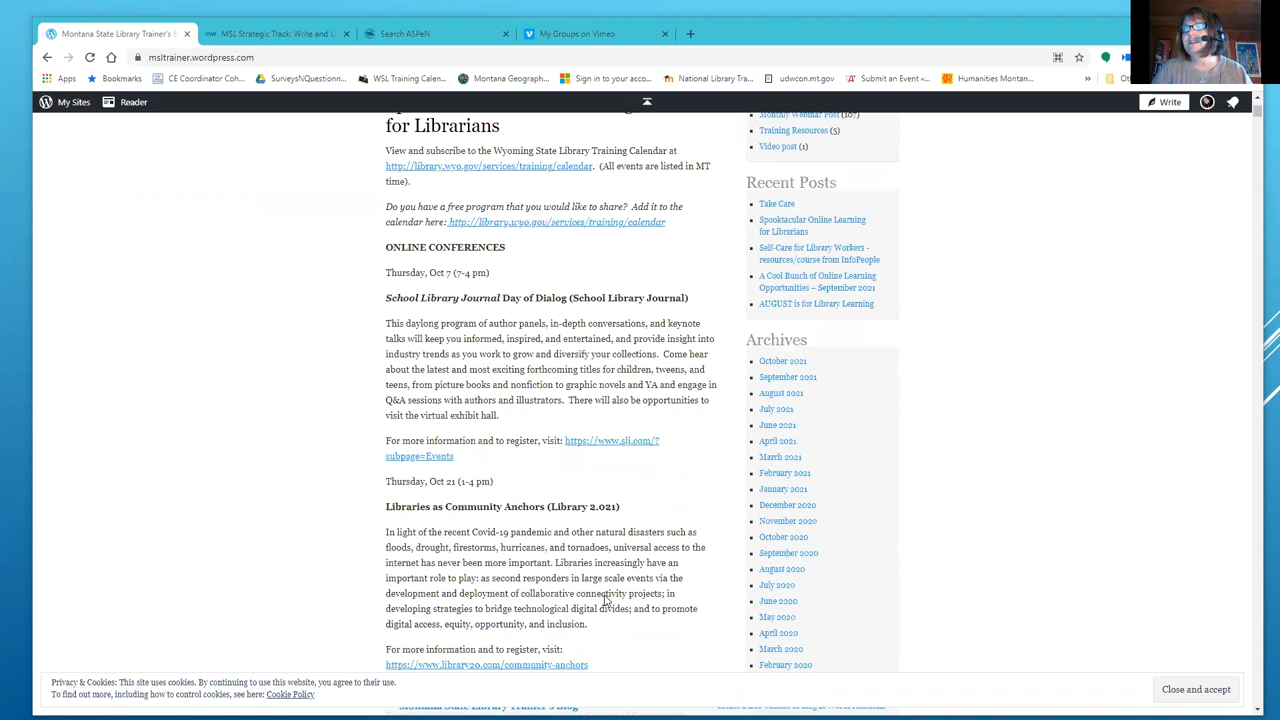 Montana State Library Trainer's B
MSL Strategic Track: Write and U
Search ASPeN
My Groups on Vimeo
msltrainer.wordpress.com
Apps
Bookmarks
CE Coordinator Coh...
SurveysNQuestionn...
WSL Training Calen...
Montana Geograph...
Sign in to your acco...
National Library Tra...
udwcon.mt.gov
Submit an Event «...
Humanities Montan...
»
My Sites
Reader
Write
for Librarians
View and subscribe to the Wyoming State Library Training Calendar at
http://library.wyo.gov/services/training/calendar. (All events are listed in MT
time).
Do you have a free program that you would like to share? Add it to the
calendar here: http://library.wyo.gov/services/training/calendar
ONLINE CONFERENCES
Thursday, Oct 7 (7-4 pm)
School Library Journal Day of Dialog (School Library Journal)
This daylong program of author panels, in-depth conversations, and keynote
talks will keep you informed, inspired, and entertained, and provide insight into
industry trends as you work to grow and diversify your collections. Come hear
about the latest and most exciting forthcoming titles for children, tweens, and
teens, from picture books and nonfiction to graphic novels and YA and engage in
Q&A sessions with authors and illustrators. There will also be opportunities to
visit the virtual exhibit hall.
For more information and to register, visit: https://www.slj.com/?
subpage=Events
Thursday, Oct 21 (1-4 pm)
Libraries as Community Anchors (Library 2.021)
In light of the recent Covid-19 pandemic and other natural disasters such as
floods, drought, firestorms, hurricanes, and tornadoes, universal access to the
internet has never been more important. Libraries increasingly have an
important role to play: as second responders in large scale events via the
development and deployment of collaborative connectivity projects; in
developing strategies to bridge technological digital divides; and to promote
digital access, equity, opportunity, and inclusion.
For more information and to register, visit:
https://www.library20.com/community-anchors
Monthly Webinar Post (107)
Training Resources (5)
Video post (1)
Recent Posts
Take Care
Spooktacular Online Learning
for Librarians
Self-Care for Library Workers -
resources/course from InfoPeople
A Cool Bunch of Online Learning
Opportunities – September 2021
AUGUST is for Library Learning
Archives
October 2021
September 2021
August 2021
July 2021
June 2021
April 2021
March 2021
February 2021
January 2021
December 2020
November 2020
October 2020
September 2020
August 2020
July 2020
June 2020
May 2020
April 2020
March 2020
February 2020
Privacy & Cookies: This site uses cookies. By continuing to use this website, you agree to their use.
To find out more, including how to control cookies, see here: Cookie Policy
Close and accept
Montana State Library Trainer's Blog